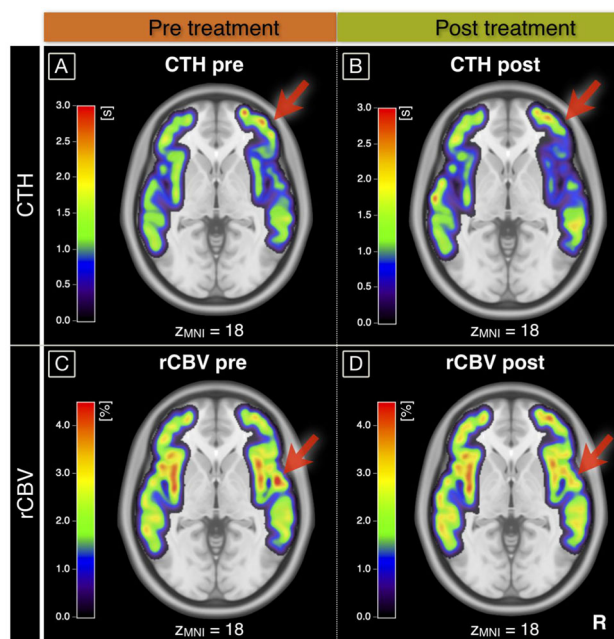 Pre treatment
Post treatment
CTH
A
CTH pre
[s]
3.0
2.5
2.0
1.5
1.0
0.5
0.0
zMNI = 18
B
CTH post
[s]
3.0
2.5
2.0
1.5
1.0
0.5
0.0
zMNI = 18
rCBV
C
rCBV pre
[%]
4.0
3.0
2.0
1.0
0.0
zMNI = 18
D
rCBV post
[%]
4.0
3.0
2.0
1.0
0.0
zMNI = 18
R